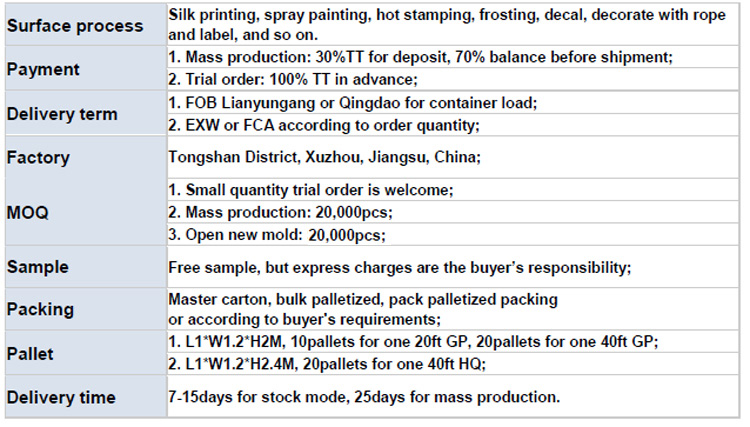 Surface process
Silk printing, spray painting, hot stamping, frosting, decal, decorate with rope
and label, and so on.
Payment
1. Mass production: 30%TT for deposit, 70% balance before shipment;
2. Trial order: 100% TT in advance;
Delivery term
1. FOB Lianyungang or Qingdao for container load;
2. EXW or FCA according to order quantity;
Factory
Tongshan District, Xuzhou, Jiangsu, China;
MOQ
1. Small quantity trial order is welcome;
2. Mass production: 20,000pcs;
3. Open new mold: 20,000pcs;
Sample
Free sample, but express charges are the buyer's responsibility;
Packing
Master carton, bulk palletized, pack palletized packing
or according to buyer's requirements;
Pallet
1. L1*W1.2*H2M, 10pallets for one 20ft GP, 20pallets for one 40ft GP;
2. L1*W1.2*H2.4M, 20pallets for one 40ft HQ;
Delivery time
7-15days for stock mode, 25days for mass production.